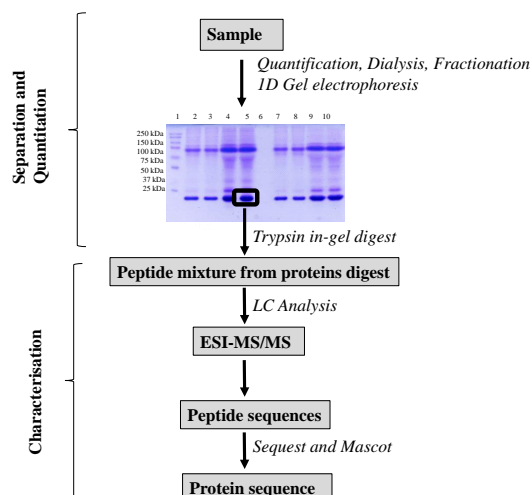 Sample
Quantification, Dialysis, Fractionation
1D Gel electrophoresis
Separation and
Quantitation
1 2 3 4 5 6 7 8 9 10
250 kDa
150 kDa
100 kDa
75 kDa
50 kDa
37 kDa
25 kDa
Trypsin in-gel digest
Peptide mixture from proteins digest
LC Analysis
ESI-MS/MS
Characterisation
Peptide sequences
Sequest and Mascot
Protein sequence